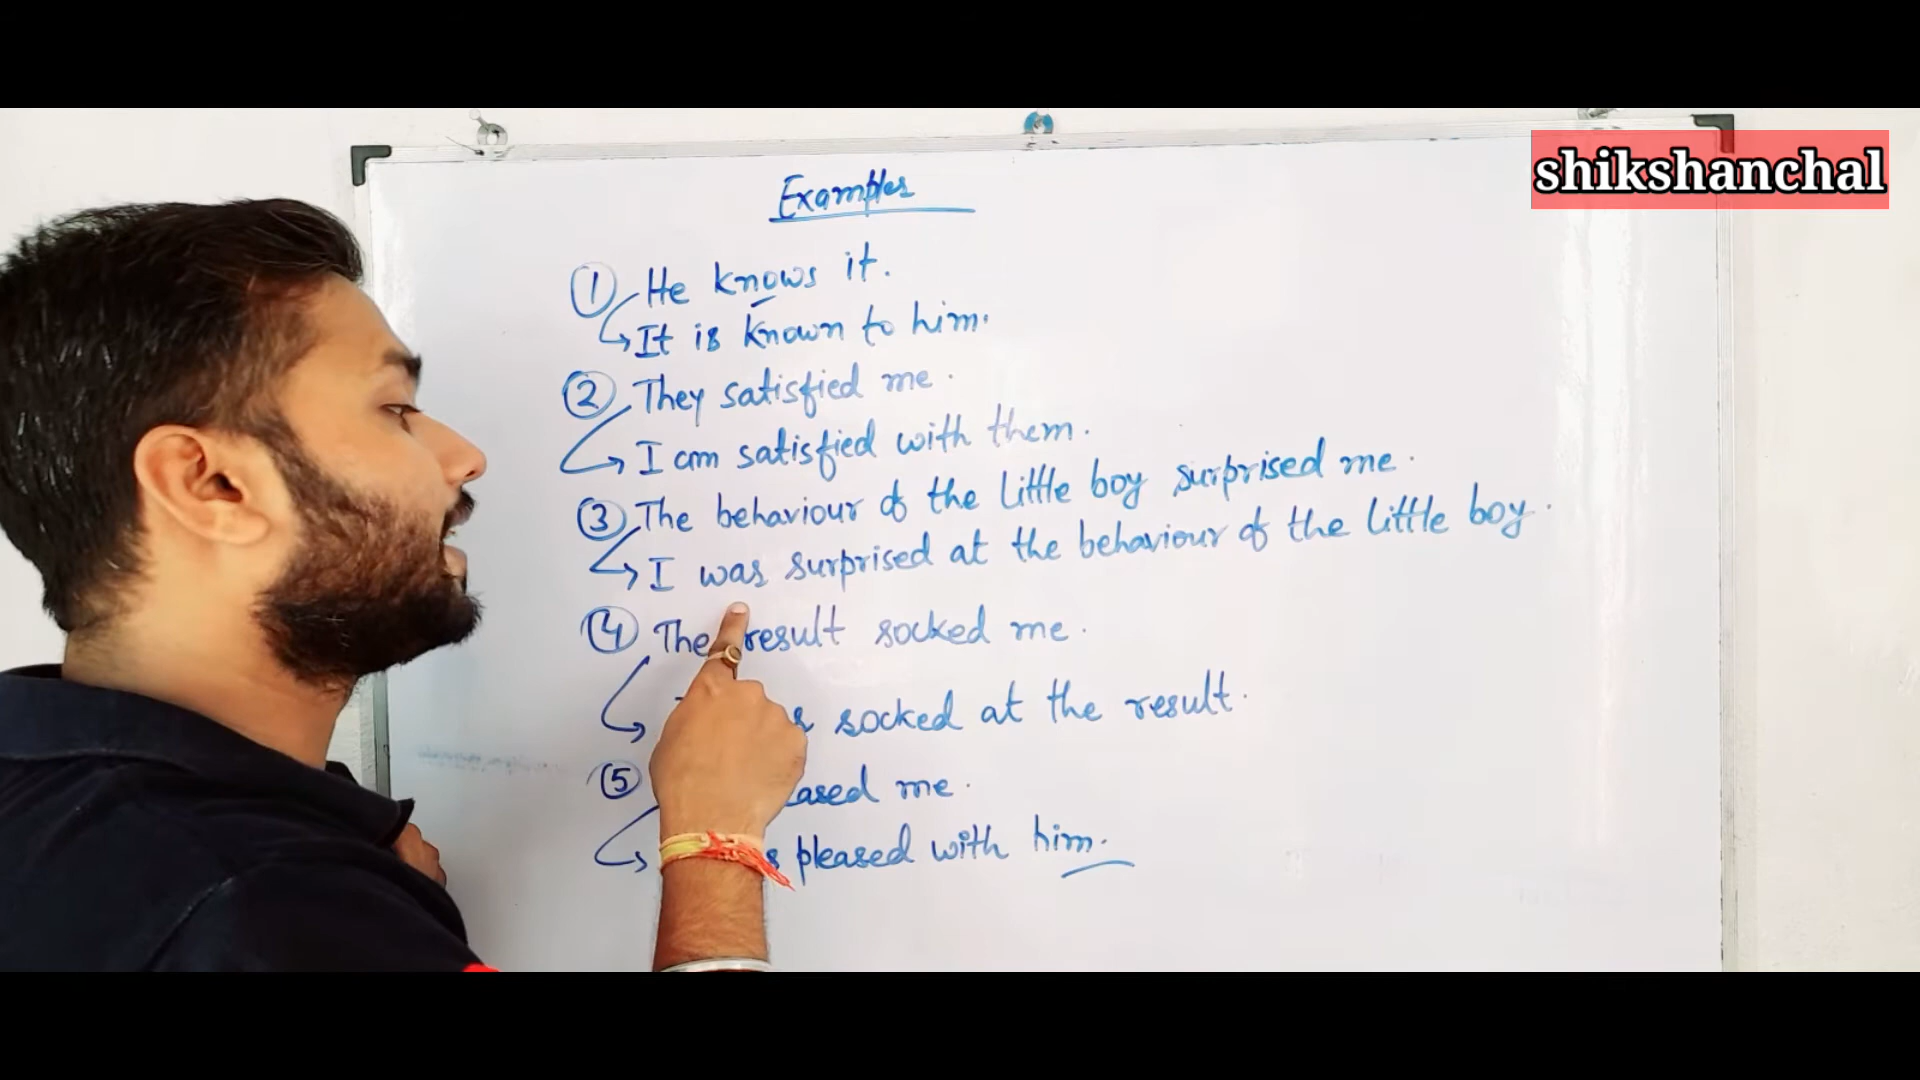 shikshanchal
Examples
1 He knows it.
It is known to him.
2 They satisfied me.
I am satisfied with them.
3 The behaviour of the little boy surprised me.
I was surprised at the behaviour of the little boy.
4 The result socked me.
socked at the result.
5 me.
pleased with him.